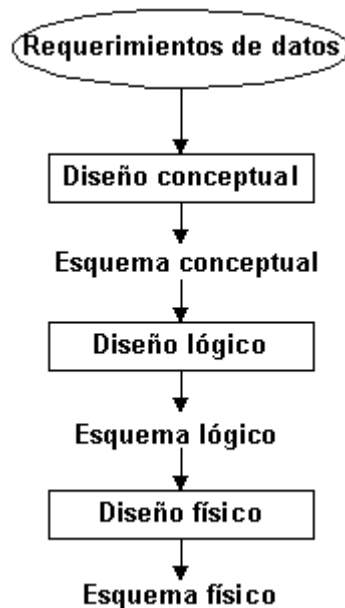 Requerimientos de datos
Diseño conceptual
Esquema conceptual
Diseño lógico
Esquema lógico
Diseño físico
Esquema físico